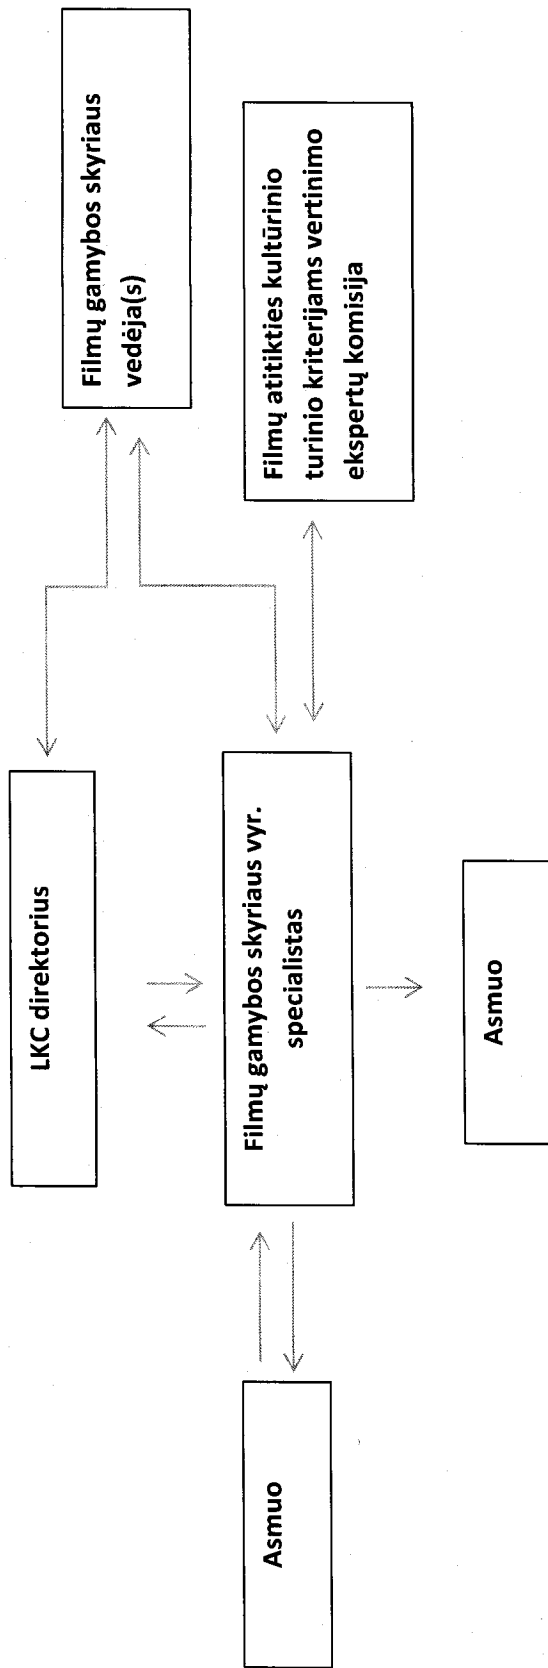 LKC direktorius
Filmų gamybos skyriaus
vedėja(s)
Asmuo
Filmų gamybos skyriaus vyr.
specialistas
Filmų atitikties kultūrinio
turinio kriterijams vertinimo
ekspertų komisija
Asmuo